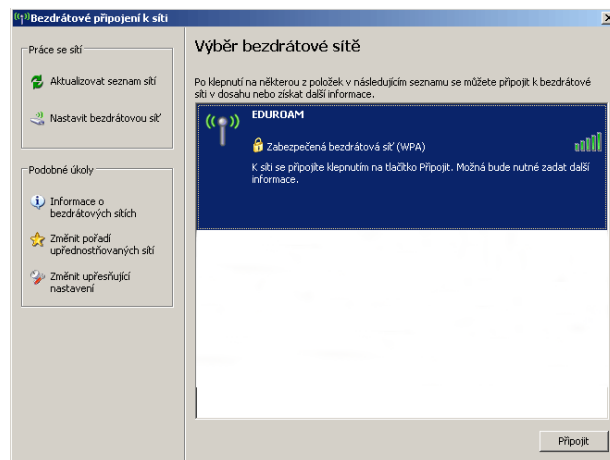 Bezdrátové připojení k síti
Práce se sítí
Aktualizovat seznam sítí
Nastavit bezdrátovou síť
Podobné úkoly
Informace o
bezdrátových sítích
Změnit pořadí
upřednostňovaných sítí
Změnit upřesňující
nastavení
Výběr bezdrátové sítě
Po klepnutí na některou z položek v následujícím seznamu se můžete připojit k bezdrátové
síti v dosahu nebo získat další informace.
EDUROAM
Zabezpečená bezdrátová síť (WPA)
K síti se připojíte klepnutím na tlačítko Připojit. Možná bude nutné zadat další
informace.
Připojit